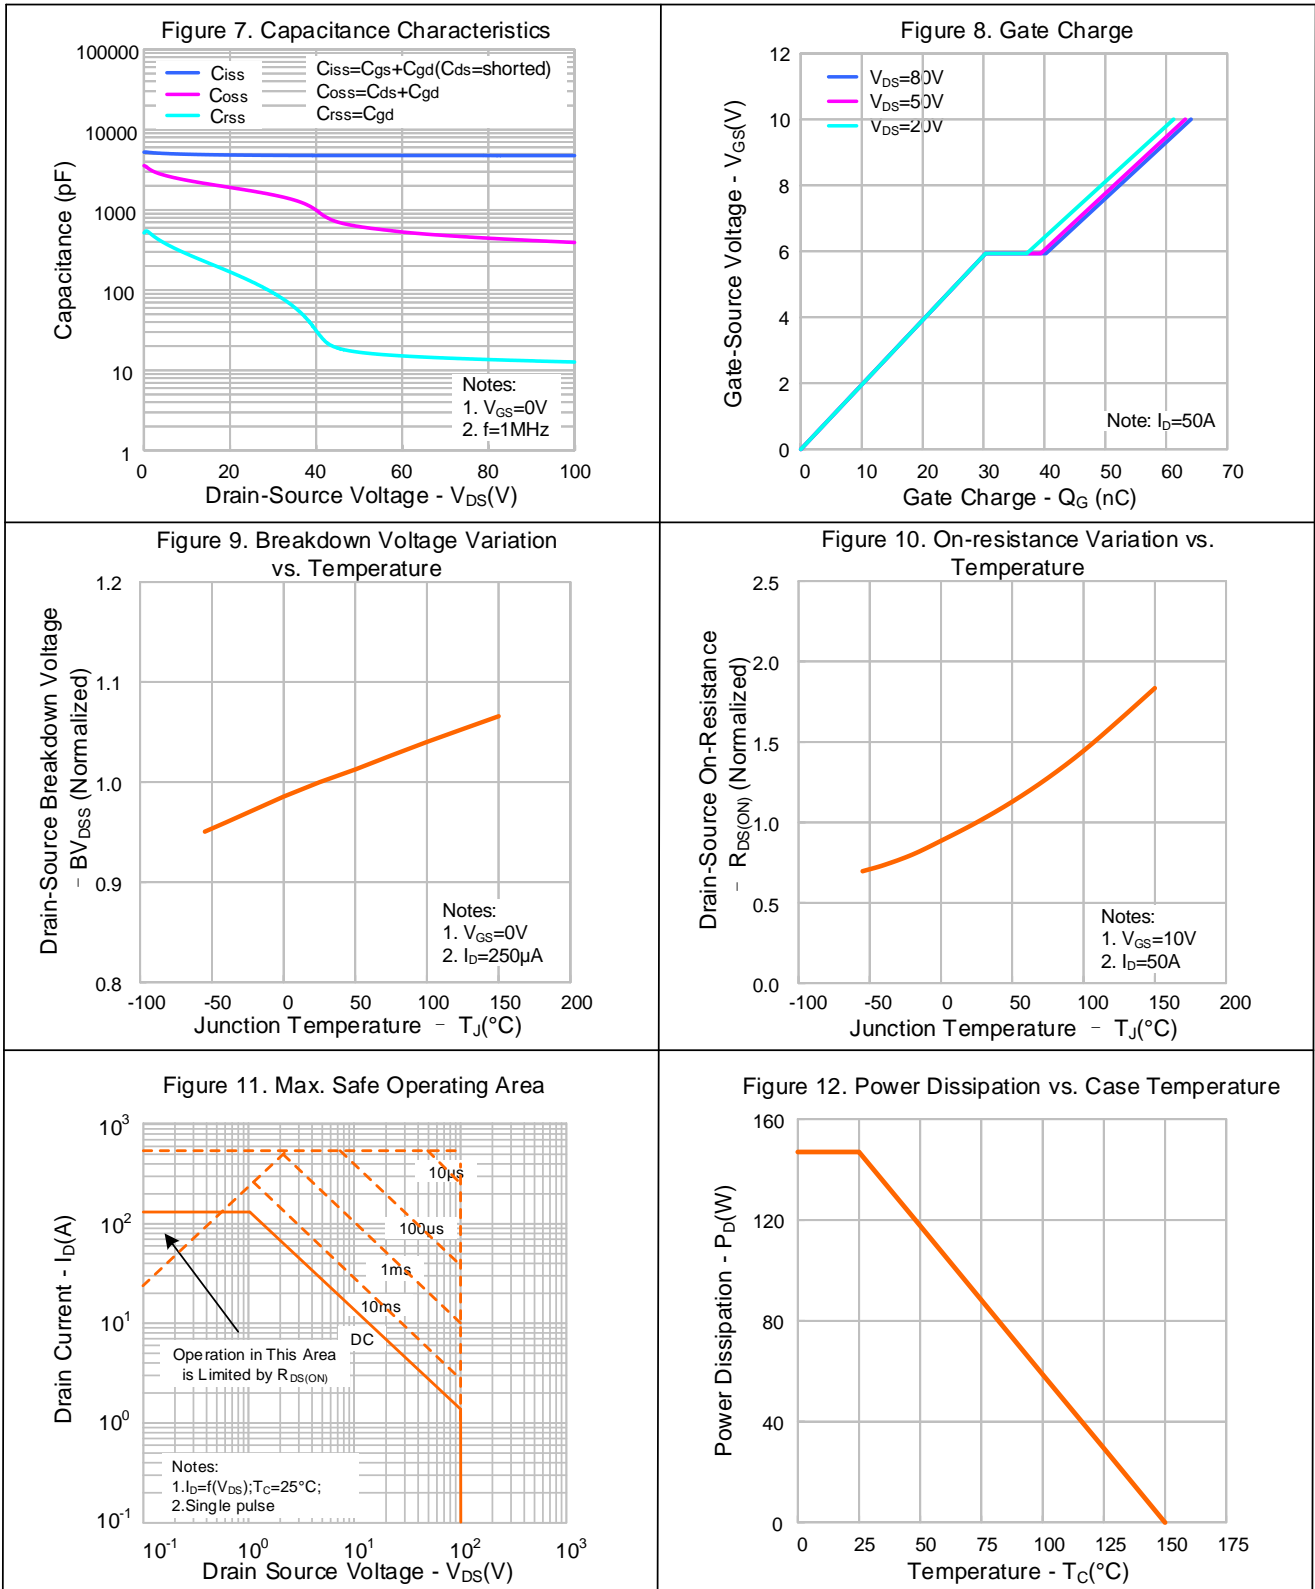 Figure 7. Capacitance Characteristics
Capacitance (pF)
100000
10000
1000
100
10
1
Ciss
Coss
Crss
Ciss=Cgs+Cgd(Cds=shorted)
Coss=Cds+Cgd
Crss=Cgd
Notes:
1. VGS=0V
2. f=1MHz
0 20 40 60 80 100
Drain-Source Voltage - VDS(V)
Figure 8. Gate Charge
Gate-Source Voltage - VGS(V)
12
10
8
6
4
2
0
VDS=80V
VDS=50V
VDS=20V
Note: ID=50A
0 10 20 30 40 50 60 70
Gate Charge - QG (nC)
Figure 9. Breakdown Voltage Variation
vs. Temperature
Drain-Source Breakdown Voltage
– BVDSS (Normalized)
1.2
1.1
1.0
0.9
0.8
Notes:
1. VGS=0V
2. ID=250µA
-100 -50 0 50 100 150 200
Junction Temperature – TJ(°C)
Figure 10. On-resistance Variation vs.
Temperature
Drain-Source On-Resistance
– RDS(ON) (Normalized)
2.5
2.0
1.5
1.0
0.5
0.0
Notes:
1. VGS=10V
2. ID=50A
-100 -50 0 50 100 150 200
Junction Temperature – TJ(°C)
Figure 11. Max. Safe Operating Area
Drain Current - ID(A)
10³
10²
10¹
10⁰
10⁻¹
10µs
100us
1ms
10ms
DC
Operation in This Area
is Limited by RDS(ON)
Notes:
1.ID=f(VDS);TC=25°C;
2.Single pulse
10⁻¹ 10⁰ 10¹ 10² 10³
Drain Source Voltage - VDS(V)
Figure 12. Power Dissipation vs. Case Temperature
Power Dissipation - PD(W)
160
120
80
40
0
0 25 50 75 100 125 150 175
Temperature - TC(°C)